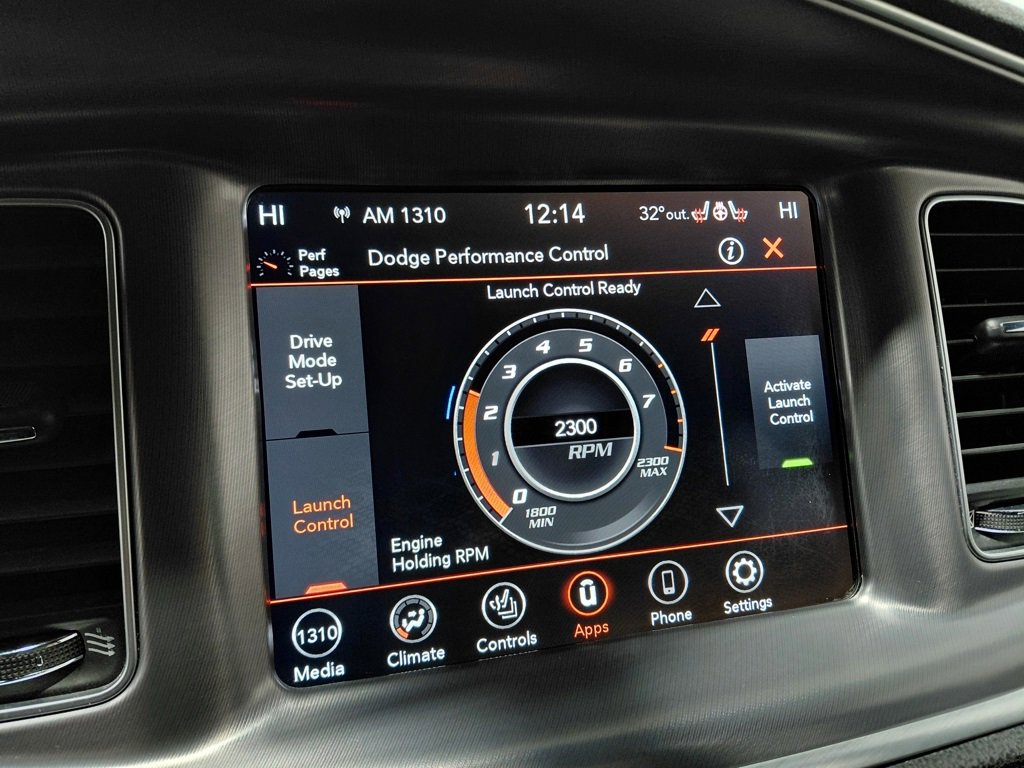 HI AM 1310 12:14 32° out. HI
Perf
Pages
Dodge Performance Control
Launch Control Ready
Drive
Mode
Set-Up
Launch
Control
0 1 2 3 4 5 6 7
2300
RPM
1800
MIN
2300
MAX
Engine
Holding RPM
Activate
Launch
Control
1310
Media
Climate
Controls
Apps
Phone
Settings